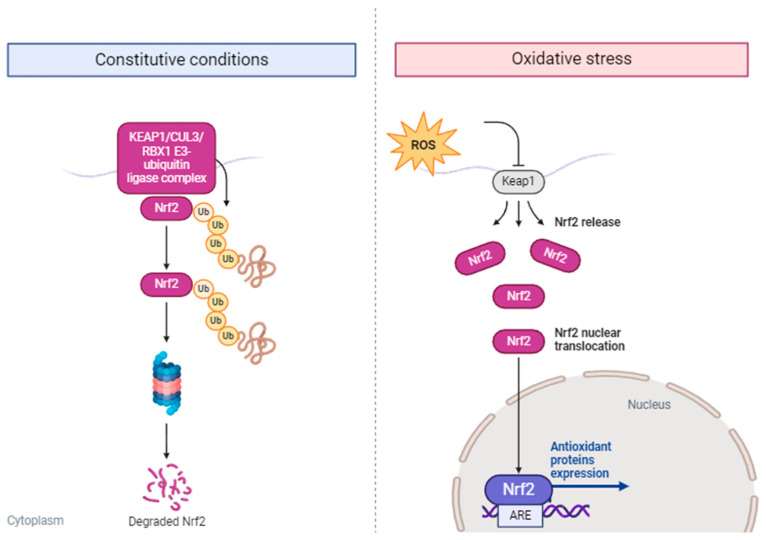 Constitutive conditions
KEAP1/CUL3/
RBX1 E3-
ubiquitin
ligase complex
Nrf2
Ub
Ub
Ub
Ub
Nrf2
Ub
Ub
Ub
Ub
Degraded Nrf2
Cytoplasm
Oxidative stress
ROS
Keap1
Nrf2 release
Nrf2
Nrf2
Nrf2
Nrf2
Nrf2 nuclear
translocation
Nucleus
Antioxidant
proteins
expression
Nrf2
ARE